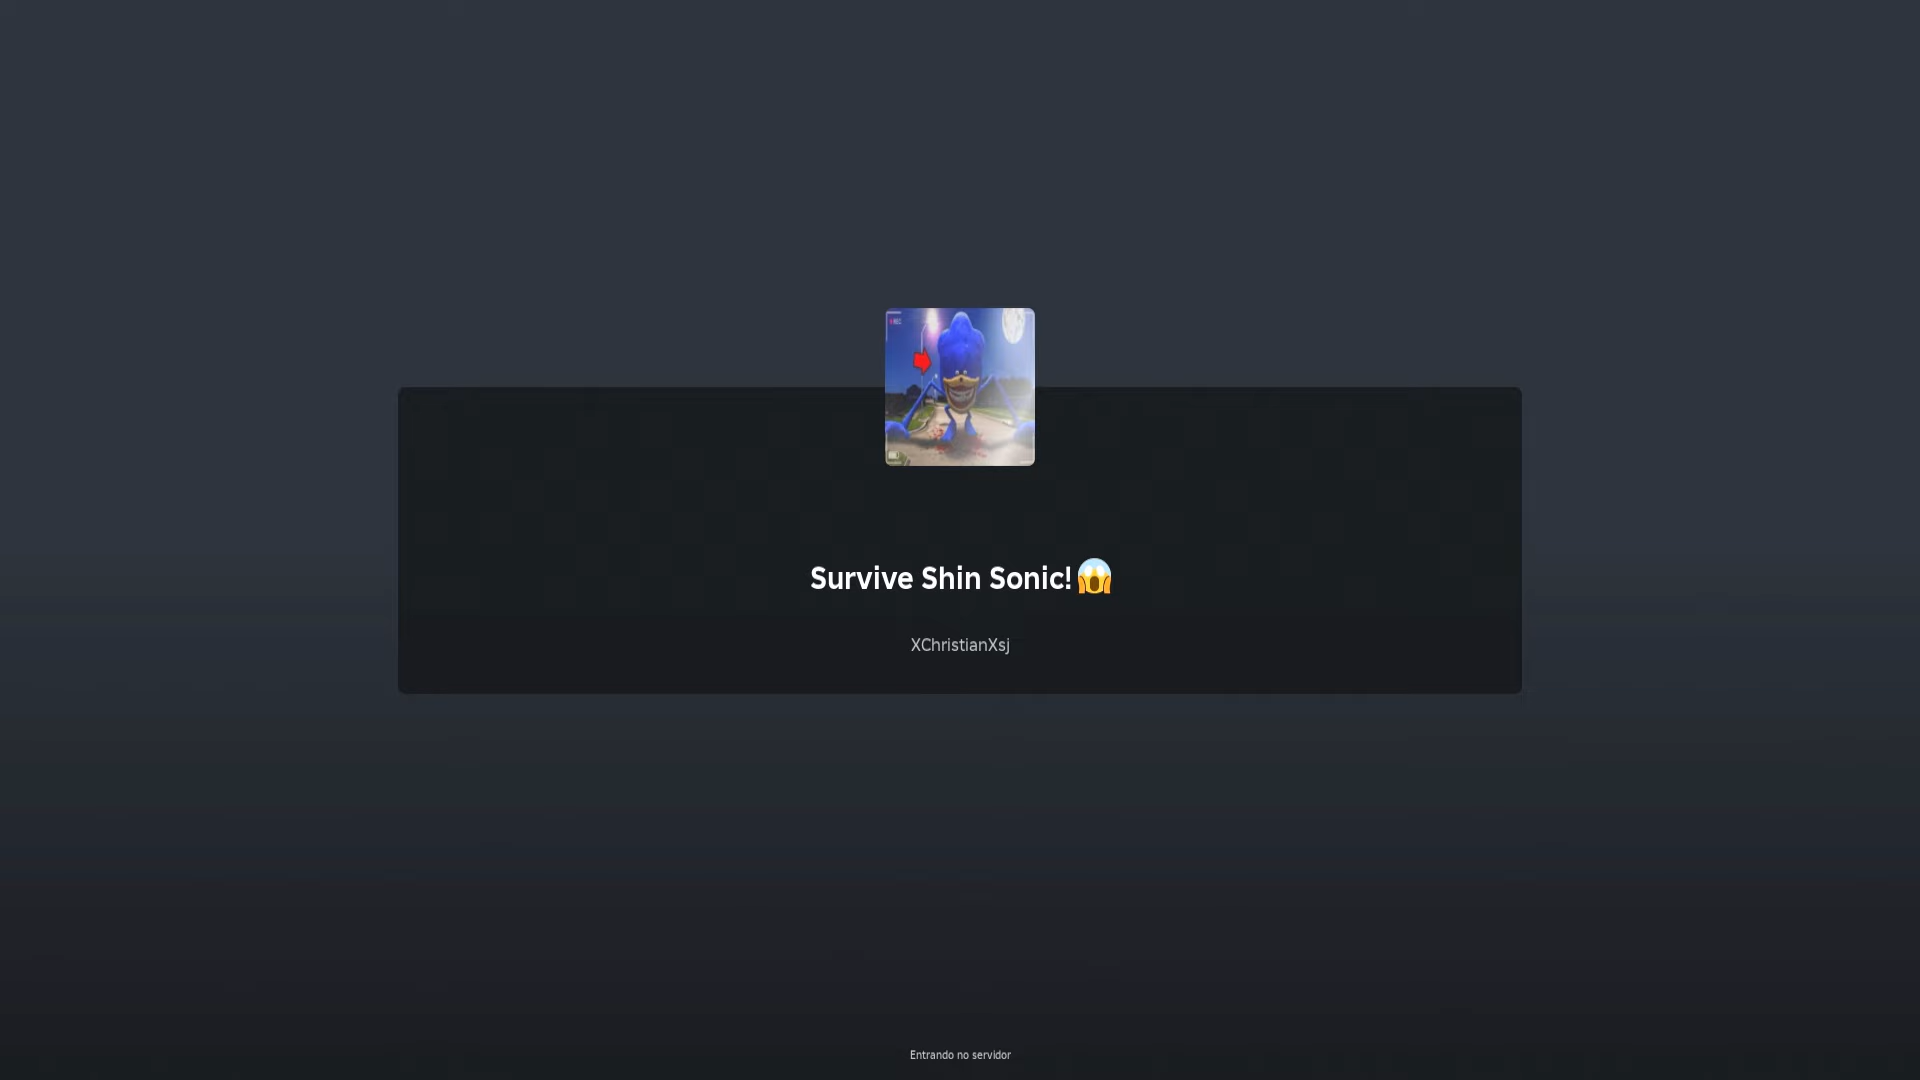 Survive Shin Sonic!😱
XChristianXsj
Entrando no servidor